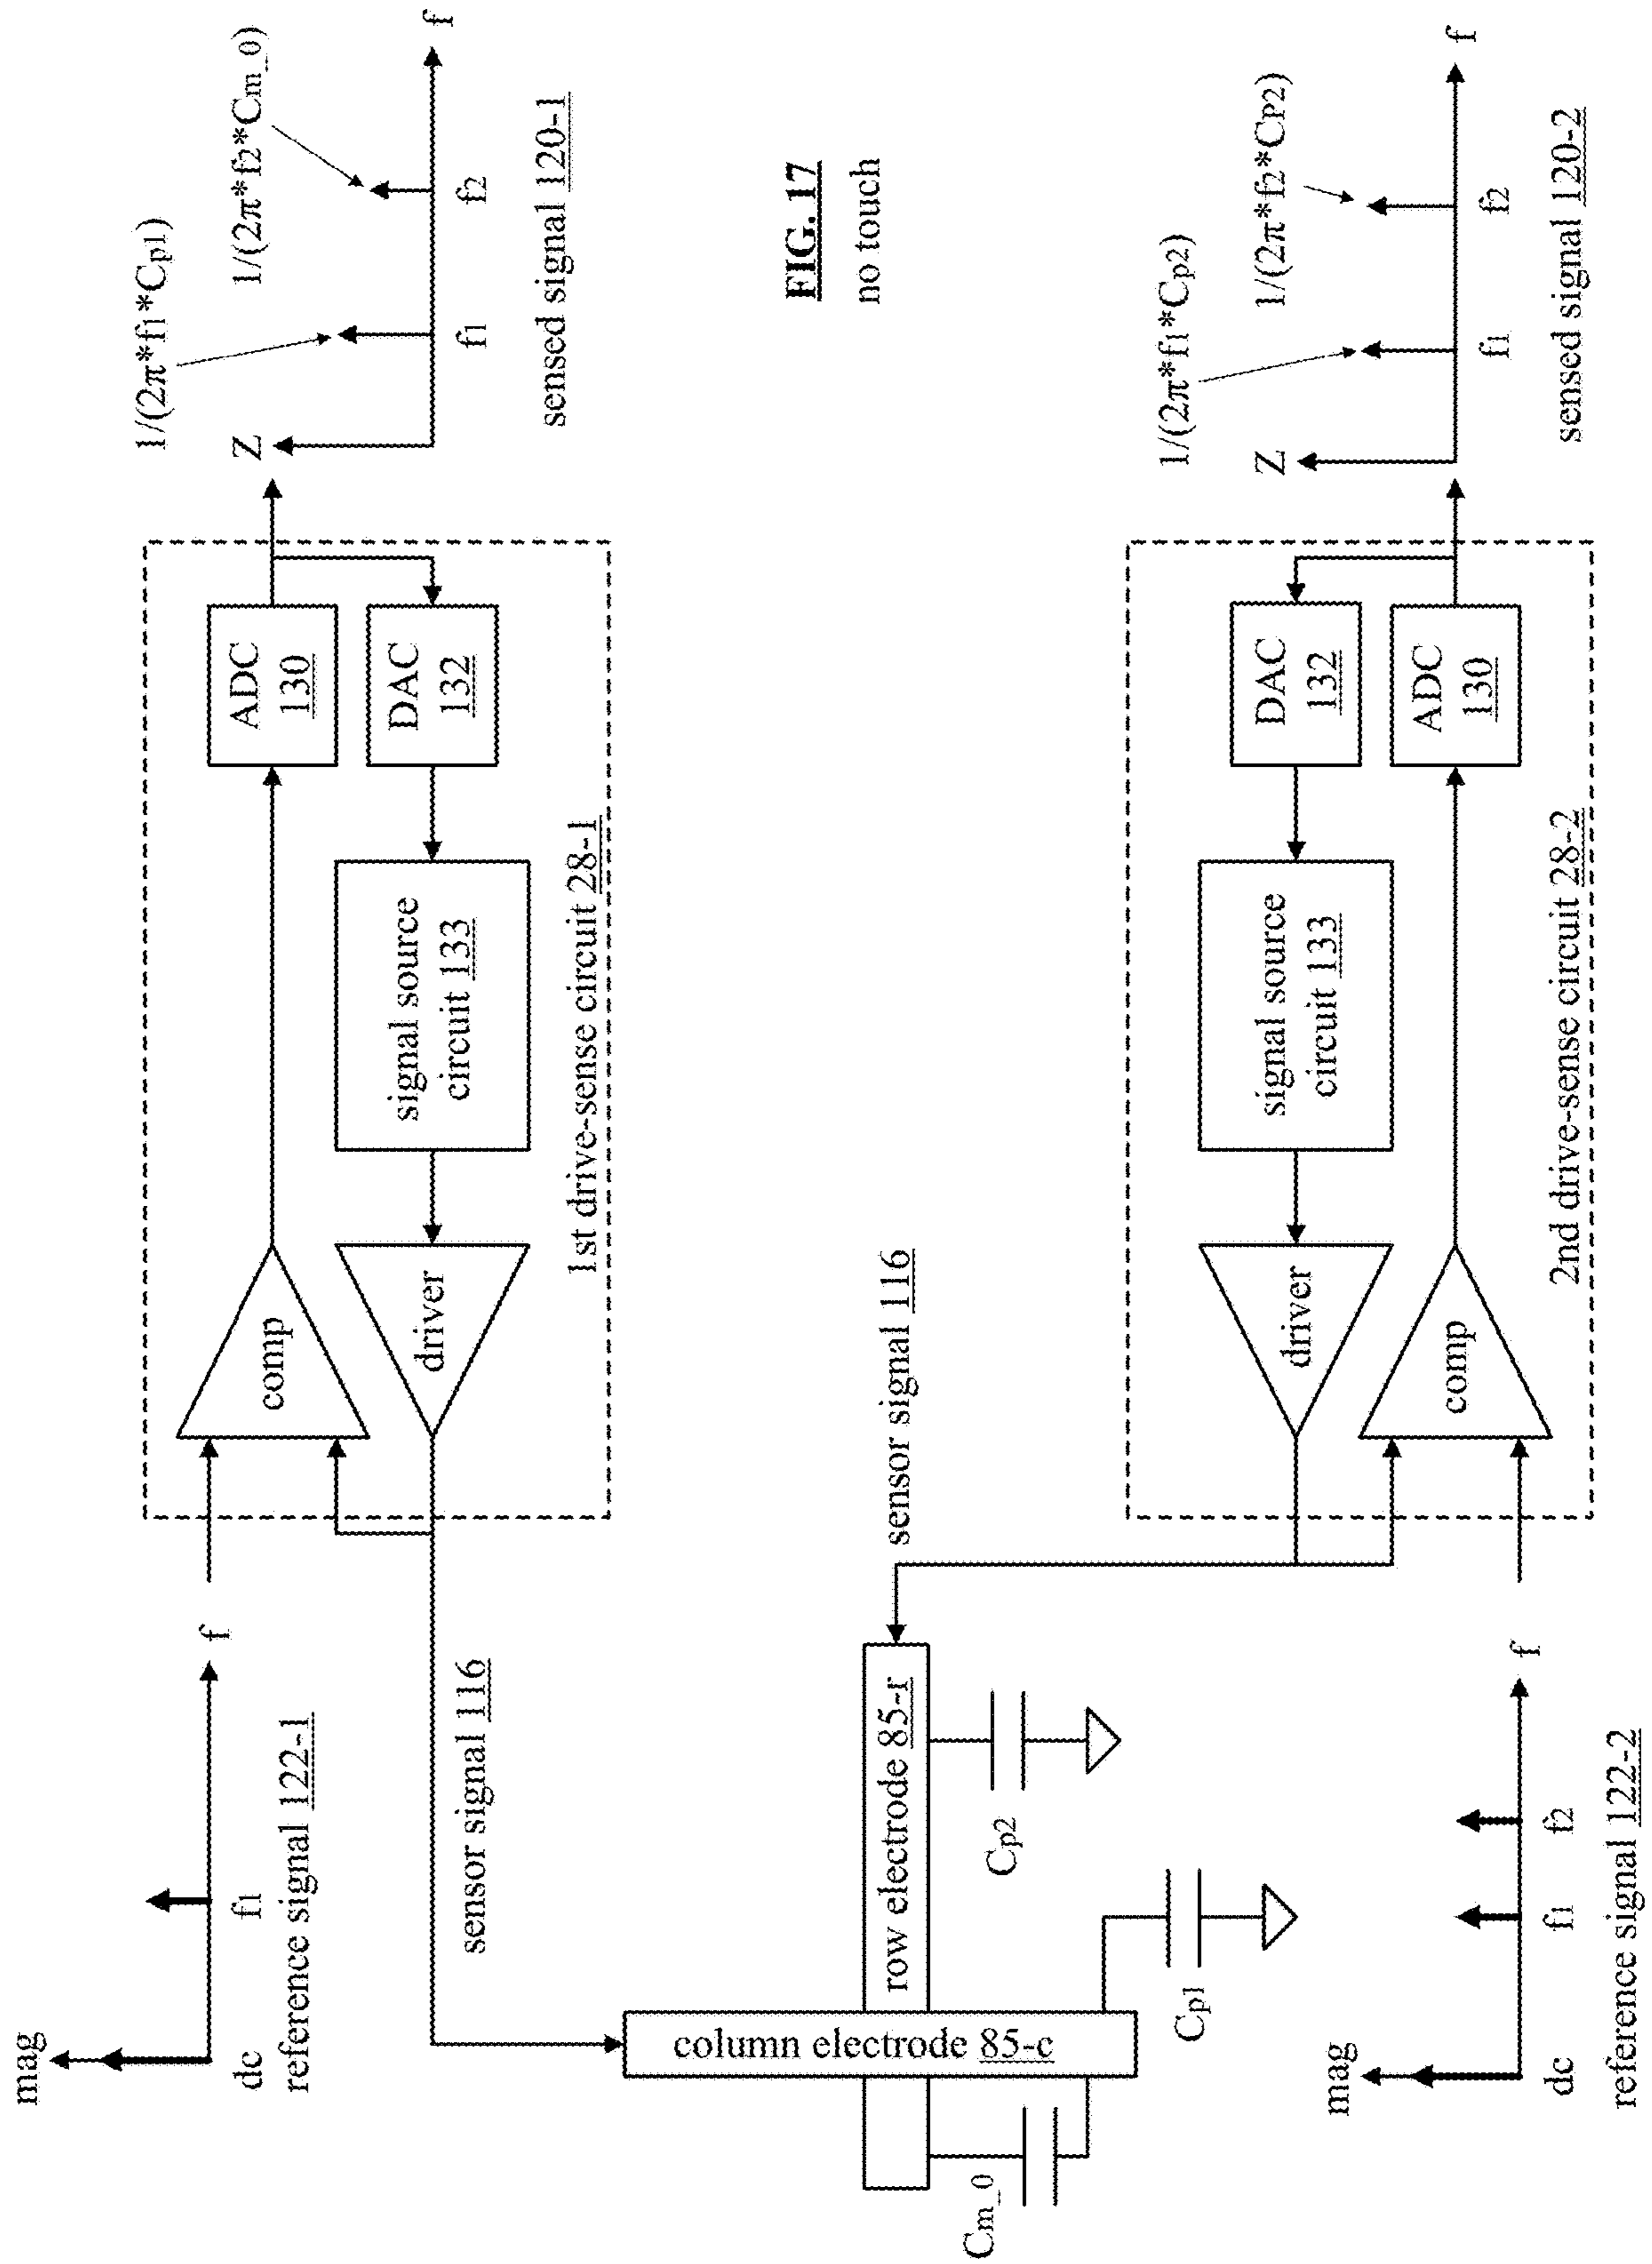 mag
dc
f1
f
reference signal 122-1
comp
ADC
130
DAC
132
signal source
circuit 133
driver
1st drive-sense circuit 28-1
Z
1/(2π*f1*Cp1)
1/(2π*f2*Cm_0)
f1
f2
f
sensed signal 120-1
sensor signal 116
FIG. 17
no touch
column electrode 85-c
row electrode 85-r
Cm_0
Cp1
Cp2
sensor signal 116
driver
signal source
circuit 133
DAC
132
ADC
130
comp
2nd drive-sense circuit 28-2
mag
dc
f1
f2
f
reference signal 122-2
Z
1/(2π*f1*Cp2)
1/(2π*f2*CP2)
f1
f2
f
sensed signal 120-2